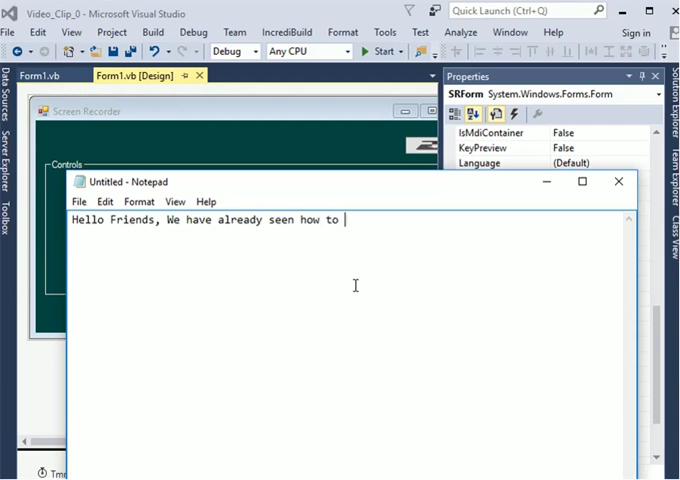 Video_Clip_0 - Microsoft Visual Studio
Quick Launch (Ctrl+Q)
File Edit View Project Build Debug Team IncrediBuild Format Tools
Test Analyze Window Help Sign in
Debug Any CPU Start
Form1.vb Form1.vb [Design]
Data Sources
Server Explorer
Toolbox
Screen Recorder
Controls
Properties
SRForm System.Windows.Forms.Form
IsMdiContainer False
KeyPreview False
Language (Default)
Solution Explorer
Team Explorer
Class View
Untitled - Notepad
File Edit Format View Help
Hello Friends, We have already seen how to